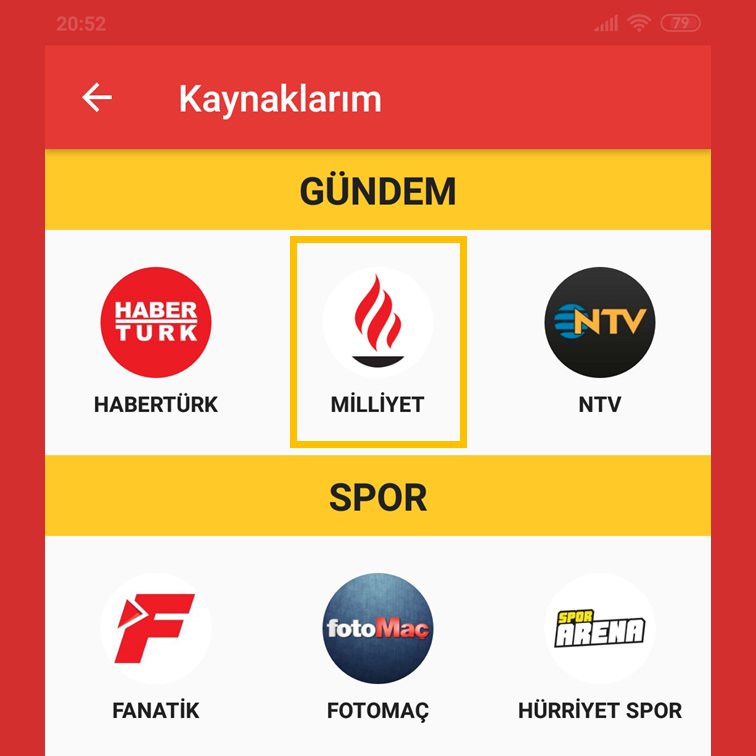 20:52
79
Kaynaklarım
GÜNDEM
HABER
TURK
NTV
HABERTÜRK
MİLLİYET
NTV
SPOR
F
fotoMaç
SPOR
ARENA
FANATİK
FOTOMAÇ
HÜRRİYET SPOR